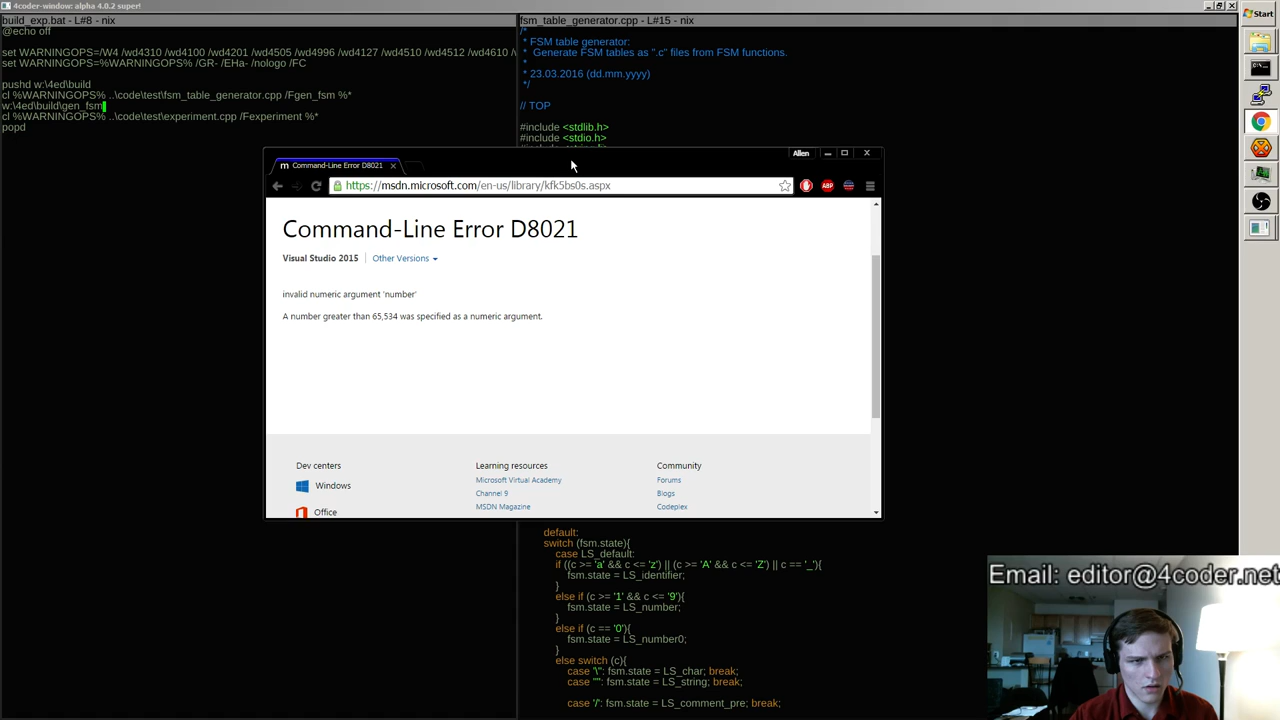 4coder-window: alpha 4.0.2 super!
build_exp.bat - L#8 - nix
@echo off
set WARNINGOPS=/W4 /wd4310 /wd4100 /wd4201 /wd4505 /wd4996 /wd4127 /wd4510 /wd4512 /wd4610 /w
set WARNINGOPS=%WARNINGOPS% /GR- /EHa- /nologo /FC
pushd w:\4ed\build
cl %WARNINGOPS% ..\code\test\fsm_table_generator.cpp /Fgen_fsm %*
w:\4ed\build\gen_fsm
cl %WARNINGOPS% ..\code\test\experiment.cpp /Fexperiment %*
popd
fsm_table_generator.cpp - L#15 - nix
/*
* FSM table generator:
* Generate FSM tables as ".c" files from FSM functions.
*
* 23.03.2016 (dd.mm.yyyy)
*/
// TOP
#include <stdlib.h>
#include <stdio.h>
Allen
Command-Line Error D8021
https://msdn.microsoft.com/en-us/library/kfk5bs0s.aspx
ABP
Command-Line Error D8021
Visual Studio 2015 Other Versions
invalid numeric argument 'number'
A number greater than 65,534 was specified as a numeric argument.
Dev centers
Windows
Office
Learning resources
Microsoft Virtual Academy
Channel 9
MSDN Magazine
Community
Forums
Blogs
Codeplex
default:
switch (fsm.state){
case LS_default:
if ((c >= 'a' && c <= 'z') || (c >= 'A' && c <= 'Z') || c == '_'){
fsm.state = LS_identifier;
}
else if (c >= '1' && c <= '9'){
fsm.state = LS_number;
}
else if (c == '0'){
fsm.state = LS_number0;
}
else switch (c){
case '\'': fsm.state = LS_char; break;
case '"': fsm.state = LS_string; break;
case '/': fsm.state = LS_comment_pre; break;
Start
Email: editor@4coder.net